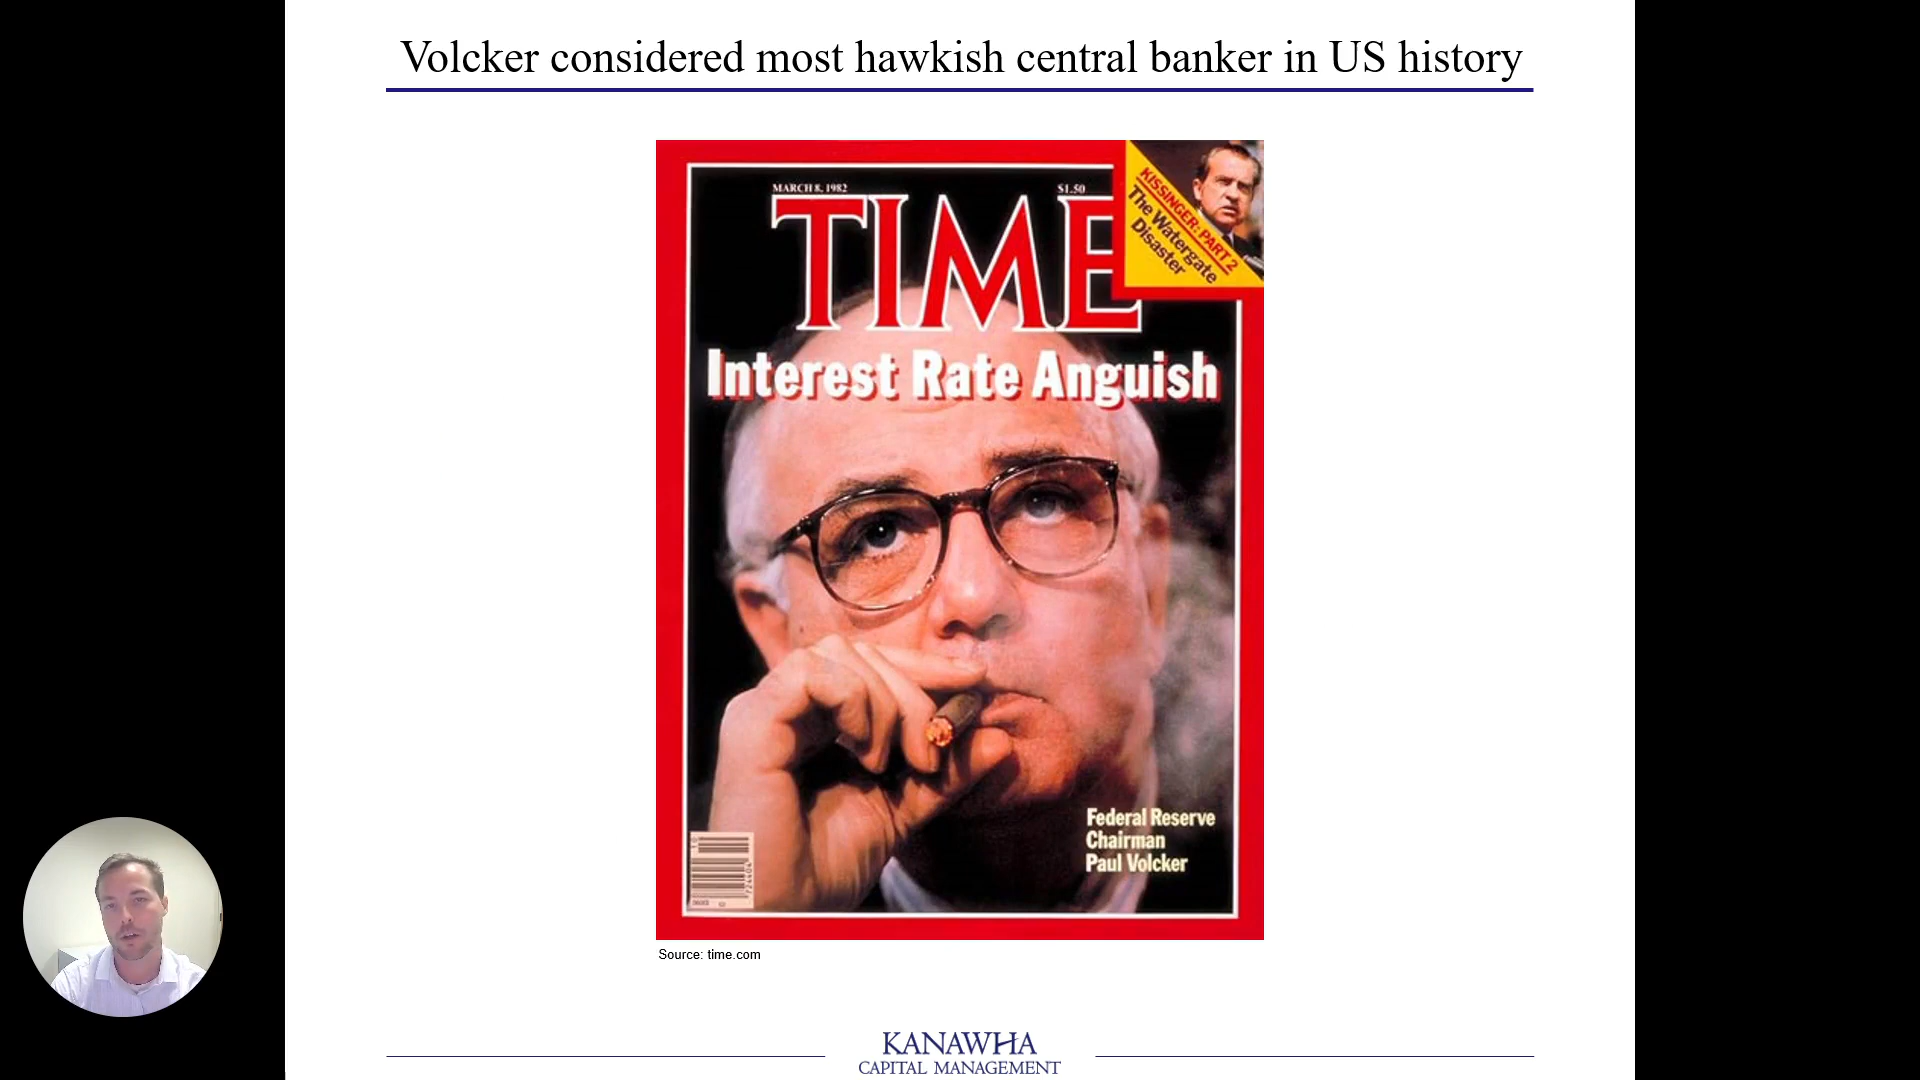 Volcker considered most hawkish central banker in US history
MARCH 8, 1982
$1.50
TIME
KISSINGER: PART 2
The Watergate
Disaster
Interest Rate Anguish
Federal Reserve
Chairman
Paul Volcker
Source: time.com
KANAWHA
CAPITAL MANAGEMENT